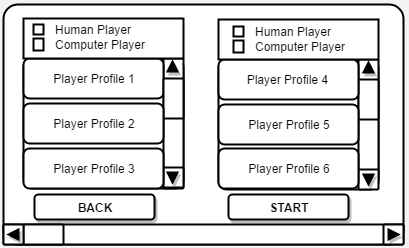 Human Player
Computer Player
Player Profile 1
Player Profile 2
Player Profile 3
BACK
Human Player
Computer Player
Player Profile 4
Player Profile 5
Player Profile 6
START